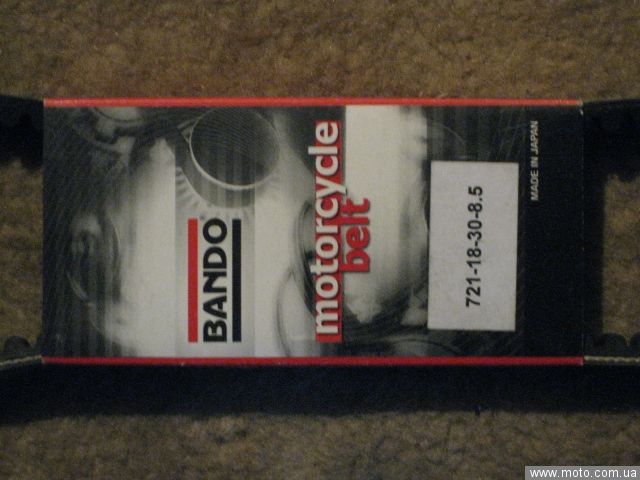 BANDO
motorcycle
belt
721-18-30-8.5
MADE IN JAPAN
www.moto.com.ua